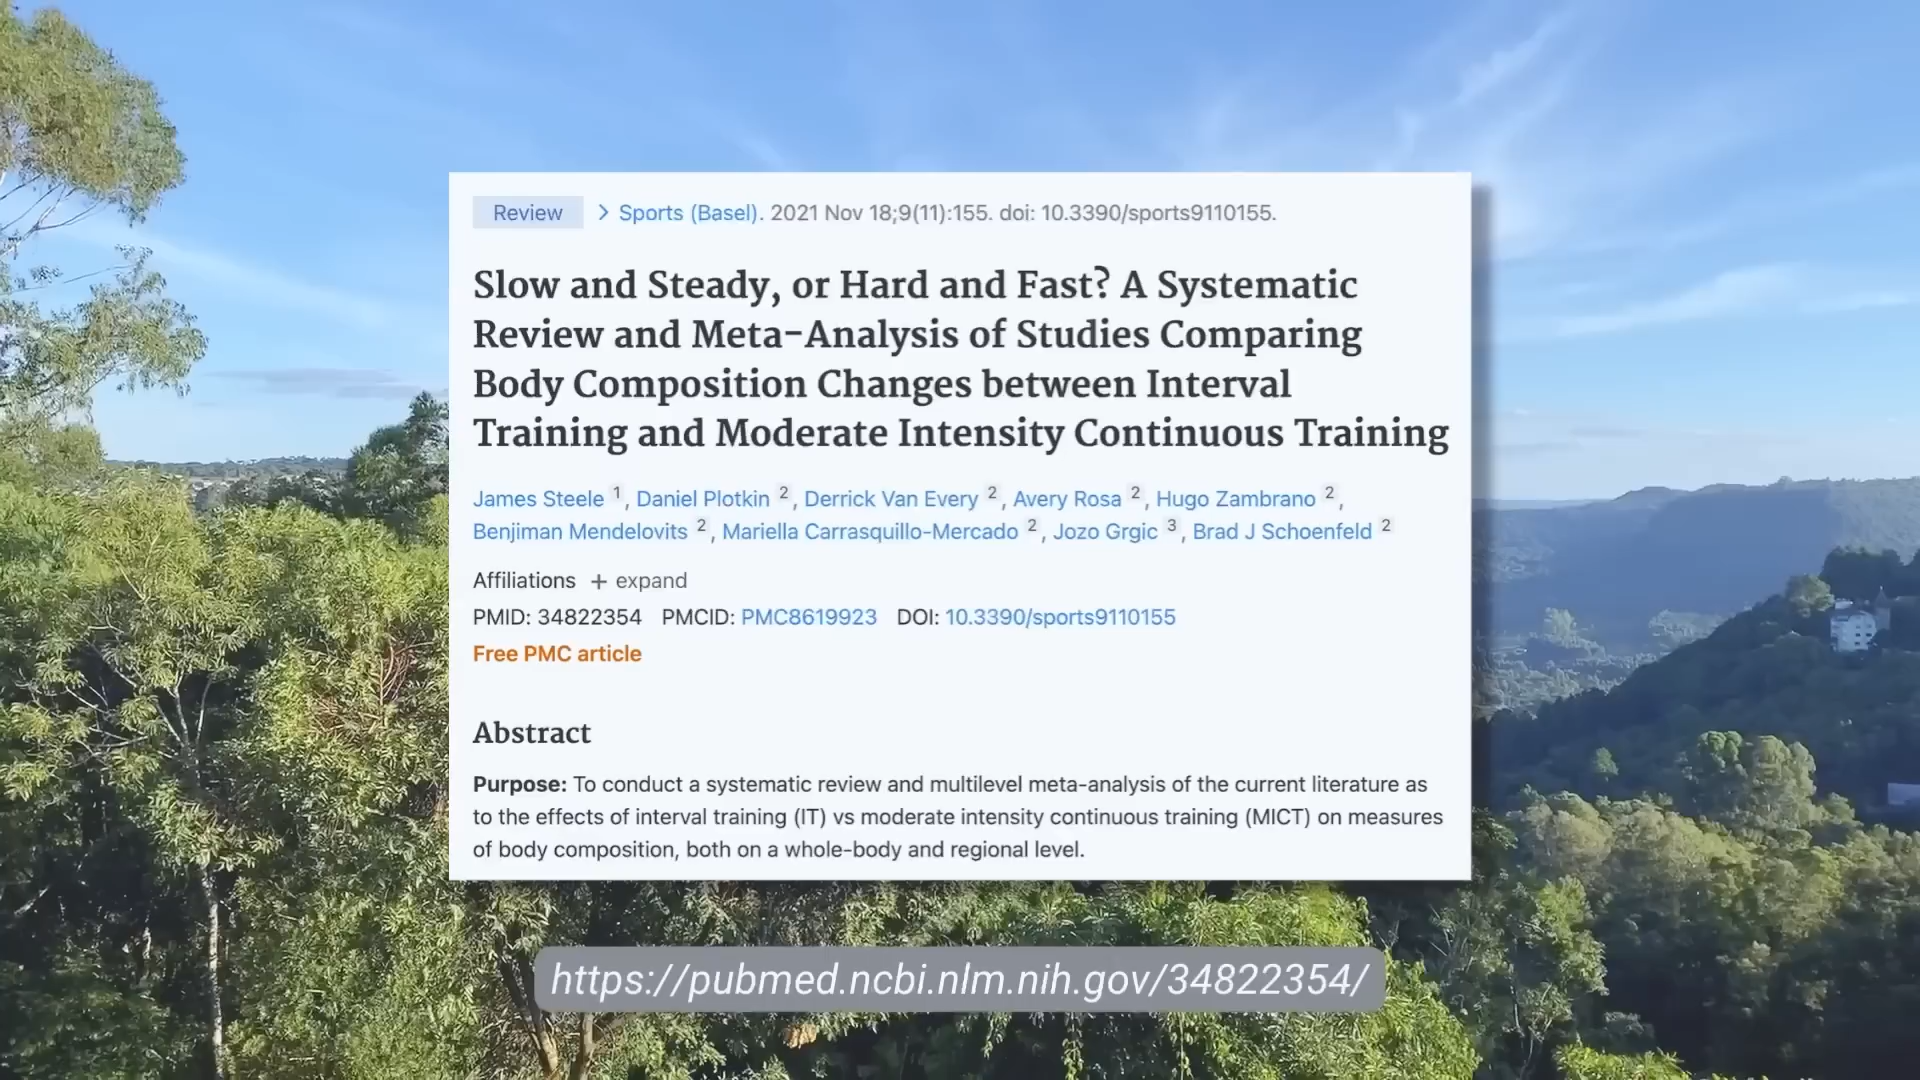 Review > Sports (Basel). 2021 Nov 18;9(11):155. doi: 10.3390/sports9110155.
Slow and Steady, or Hard and Fast? A Systematic
Review and Meta-Analysis of Studies Comparing
Body Composition Changes between Interval
Training and Moderate Intensity Continuous Training
James Steele 1, Daniel Plotkin 2, Derrick Van Every 2, Avery Rosa 2, Hugo Zambrano 2,
Benjiman Mendelovits 2, Mariella Carrasquillo-Mercado 2, Jozo Grgic 3, Brad J Schoenfeld 2
Affiliations + expand
PMID: 34822354 PMCID: PMC8619923 DOI: 10.3390/sports9110155
Free PMC article
Abstract
Purpose: To conduct a systematic review and multilevel meta-analysis of the current literature as
to the effects of interval training (IT) vs moderate intensity continuous training (MICT) on measures
of body composition, both on a whole-body and regional level.
https://pubmed.ncbi.nlm.nih.gov/34822354/